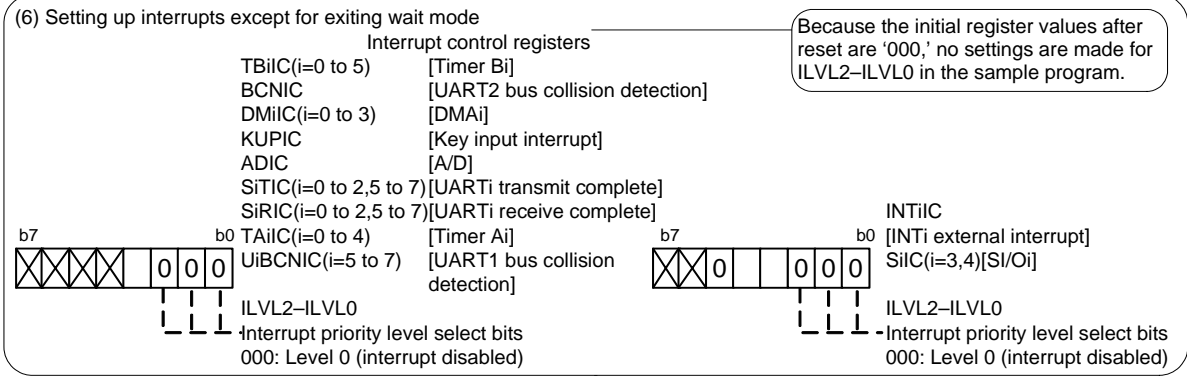 (6) Setting up interrupts except for exiting wait mode
Because the initial register values after
reset are ‘000,’ no settings are made for
ILVL2–ILVL0 in the sample program.
Interrupt control registers
TBiIC(i=0 to 5) [Timer Bi]
BCNIC [UART2 bus collision detection]
DMiIC(i=0 to 3) [DMAi]
KUPIC [Key input interrupt]
ADIC [A/D]
SiTIC(i=0 to 2,5 to 7) [UARTi transmit complete]
SiRIC(i=0 to 2,5 to 7) [UARTi receive complete]
b7 b0 TAiIC(i=0 to 4) [Timer Ai]
0 0 0 UiBCNIC(i=5 to 7) [UART1 bus collision
detection]
ILVL2–ILVL0
Interrupt priority level select bits
000: Level 0 (interrupt disabled)
INTiIC
b7 b0 [INTi external interrupt]
0 0 0 0 SiIC(i=3,4)[SI/Oi]
ILVL2–ILVL0
Interrupt priority level select bits
000: Level 0 (interrupt disabled)